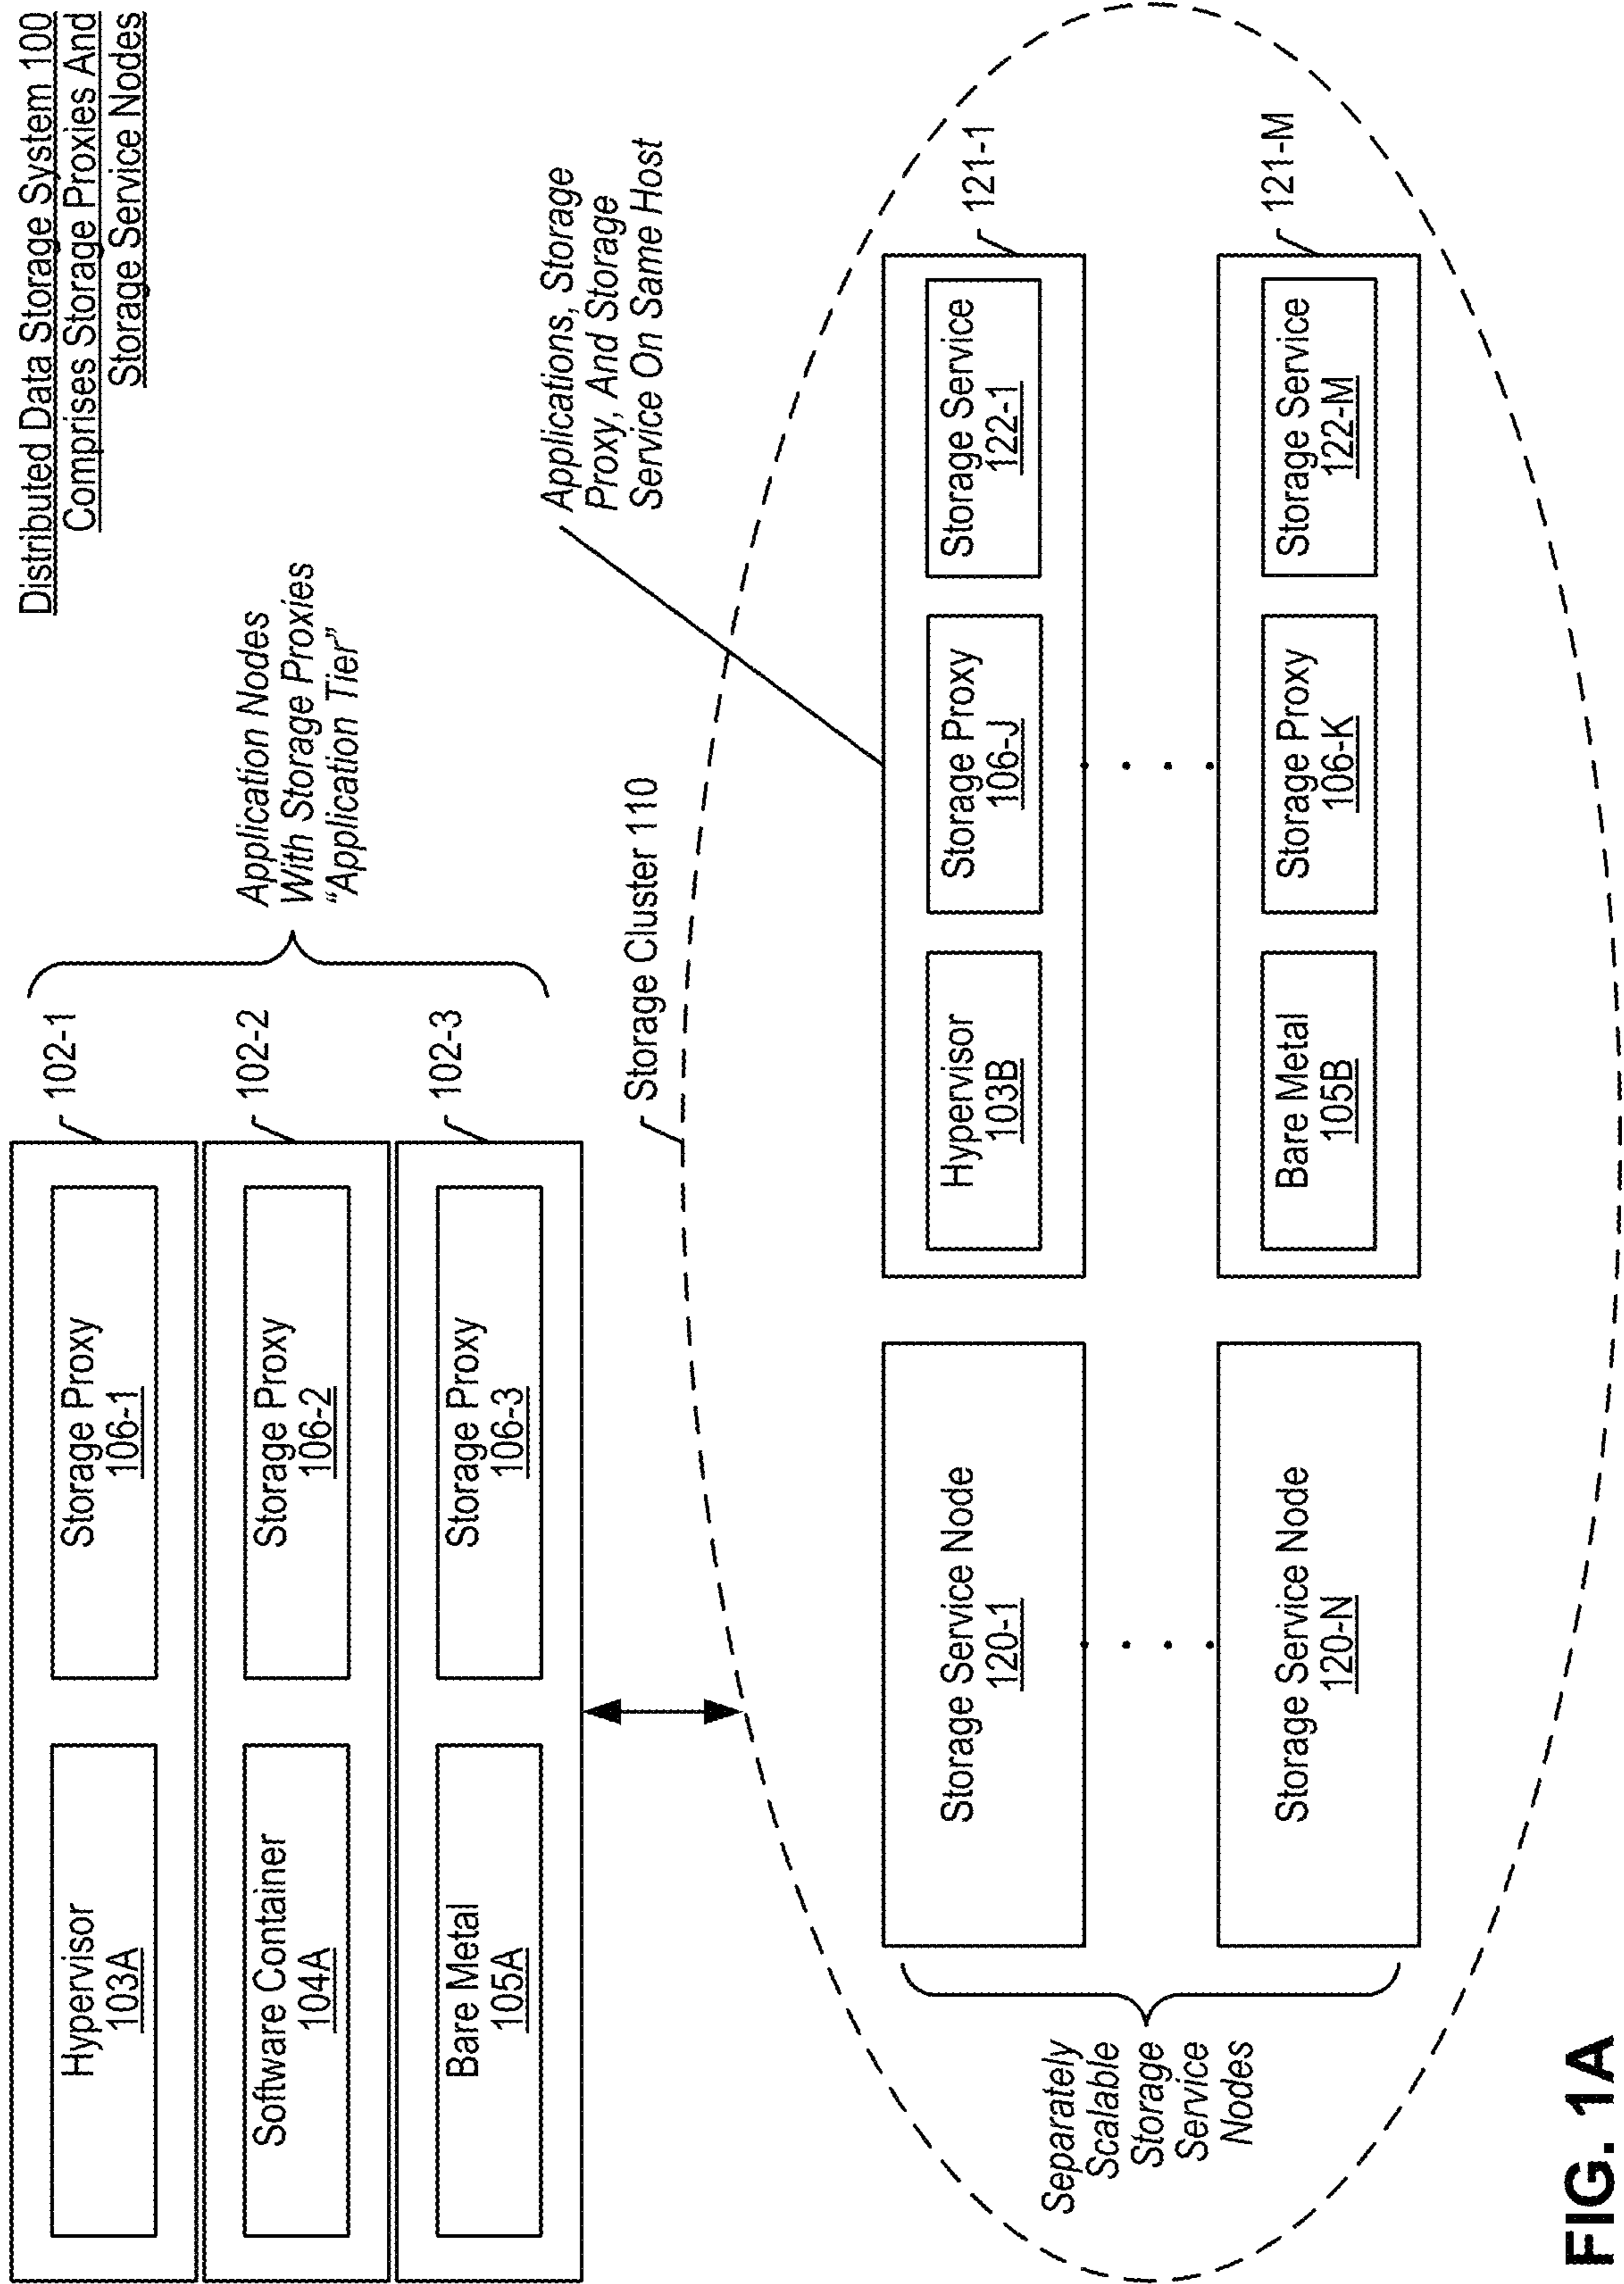 Distributed Data Storage System 100
Comprises Storage Proxies And
Storage Service Nodes
Hypervisor
103A
Storage Proxy
106-1
102-1
Software Container
104A
Storage Proxy
106-2
102-2
Bare Metal
105A
Storage Proxy
106-3
102-3
Application Nodes
With Storage Proxies
“Application Tier”
Storage Cluster 110
Applications, Storage
Proxy, And Storage
Service On Same Host
Separately
Scalable
Storage
Service
Nodes
Storage Service Node
120-1
Storage Service Node
120-N
Hypervisor
103B
Storage Proxy
106-J
Storage Service
122-1
121-1
Bare Metal
105B
Storage Proxy
106-K
Storage Service
122-M
121-M
FIG. 1A